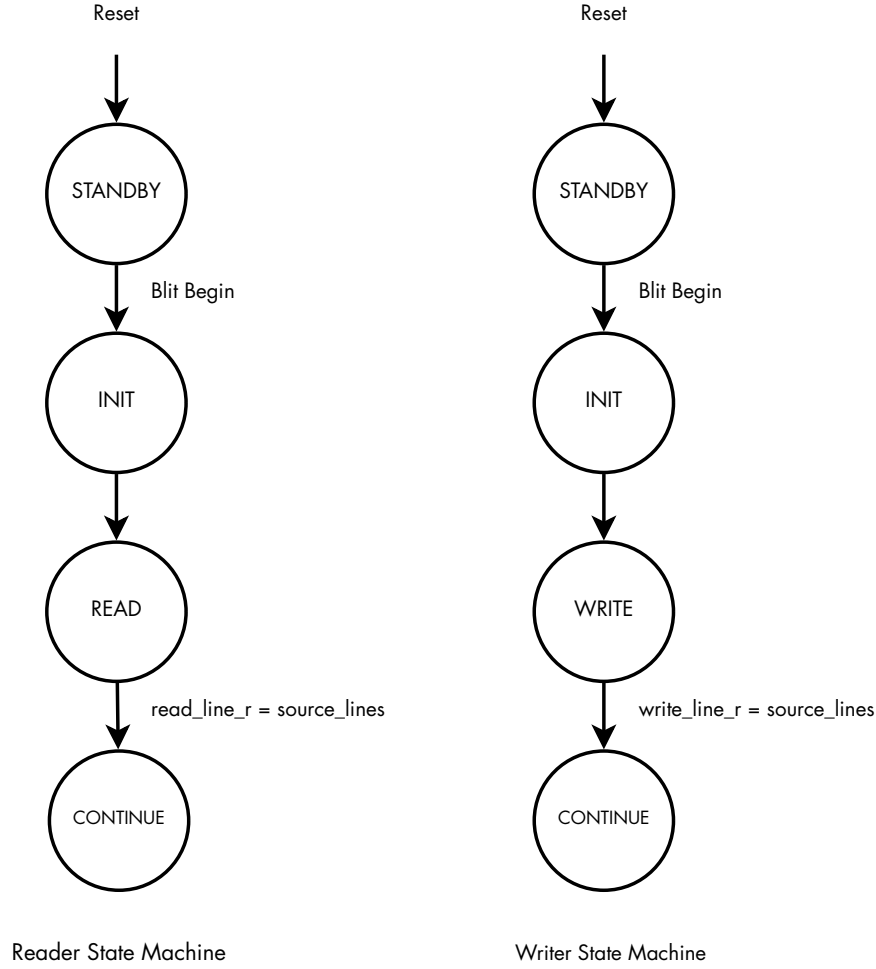 Reset
STANDBY
Blit Begin
INIT
READ
read_line_r = source_lines
CONTINUE
Reader State Machine
Reset
STANDBY
Blit Begin
INIT
WRITE
write_line_r = source_lines
CONTINUE
Writer State Machine